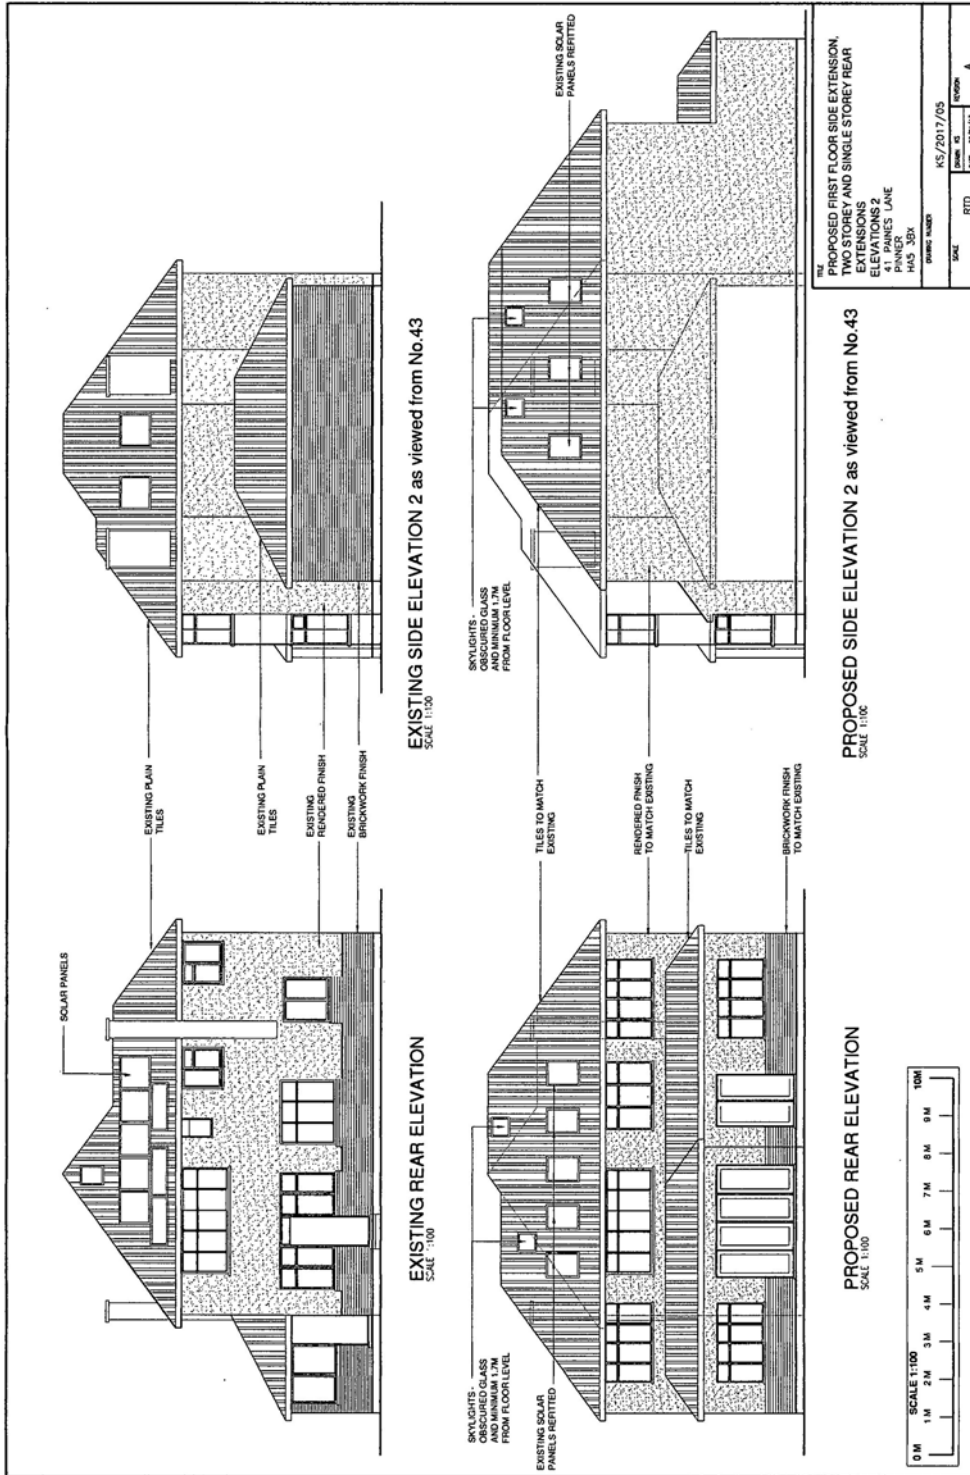 SOLAR PANELS
EXISTING PLAIN
TILES
EXISTING PLAIN
TILES
EXISTING
RENDERED FINISH
EXISTING
BRICKWORK FINISH
EXISTING REAR ELEVATION
SCALE 1:100
EXISTING SIDE ELEVATION 2 as viewed from No.43
SCALE 1:100
SKYLIGHTS -
OBSCURED GLASS
AND MINIMUM 1.7M
FROM FLOOR LEVEL
EXISTING SOLAR
PANELS REFITTED
TILES TO MATCH
EXISTING
RENDERED FINISH
TO MATCH EXISTING
TILES TO MATCH
EXISTING
BRICKWORK FINISH
TO MATCH EXISTING
SKYLIGHTS -
OBSCURED GLASS
AND MINIMUM 1.7M
FROM FLOOR LEVEL
EXISTING SOLAR
PANELS REFITTED
PROPOSED REAR ELEVATION
SCALE 1:100
PROPOSED SIDE ELEVATION 2 as viewed from No.43
SCALE 1:100
SCALE 1:100
0 M 1 M 2 M 3 M 4 M 5 M 6 M 7 M 8 M 9 M 10M
TITLE
PROPOSED FIRST FLOOR SIDE EXTENSION,
TWO STOREY AND SINGLE STOREY REAR
EXTENSIONS
ELEVATIONS 2
41 PAINES LANE
PINNER
HA5 3BX
DRAWING NUMBER
KS/2017/05
SCALE
DRAWN KS
REVISION
A